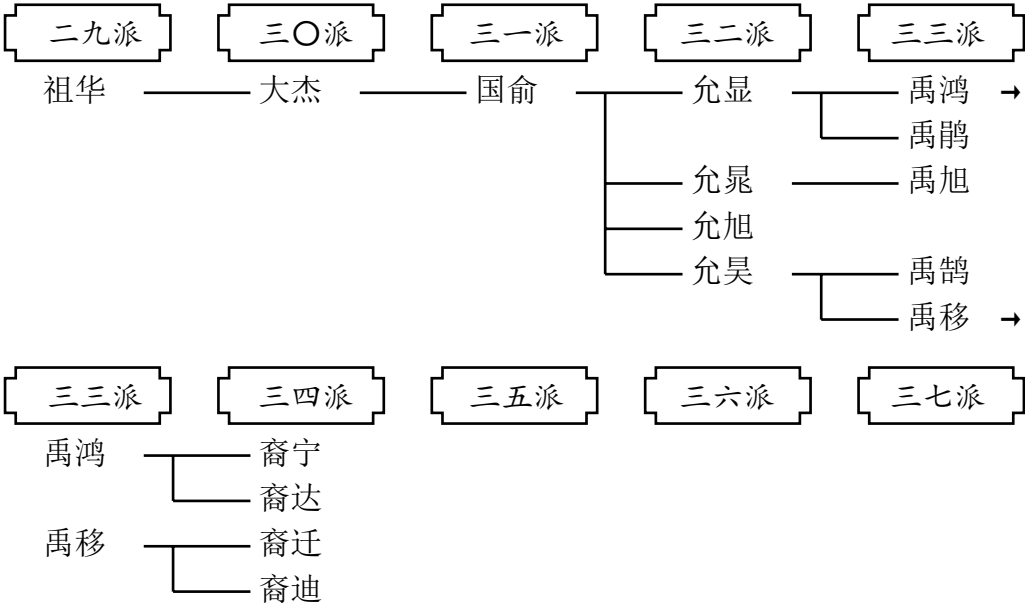 二九派 三〇派 三一派 三二派 三三派
祖华 大杰 国俞 允显 禹鸿
禹鹃
允晁 禹旭
允旭
允昊 禹鹄
禹移
三三派 三四派 三五派 三六派 三七派
禹鸿 裔宁
裔达
禹移 裔迁
裔迪